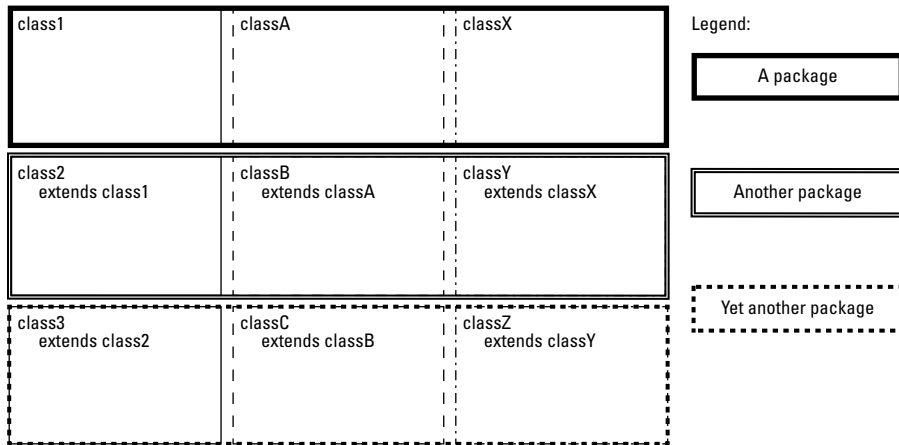 class1
classA
classX
class2
extends class1
classB
extends classA
classY
extends classX
class3
extends class2
classC
extends classB
classZ
extends classY
Legend:
A package
Another package
Yet another package